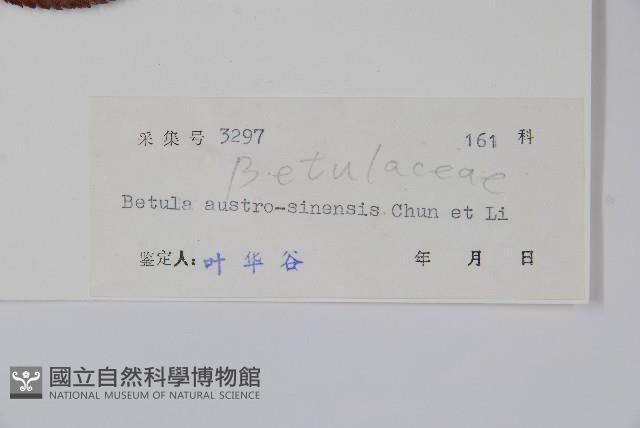 采集号 3297 161 科
Betulaceae
Betula austro-sinensis Chun et Li
鉴定人: 叶华谷 年 月 日
國立自然科學博物館
NATIONAL MUSEUM OF NATURAL SCIENCE